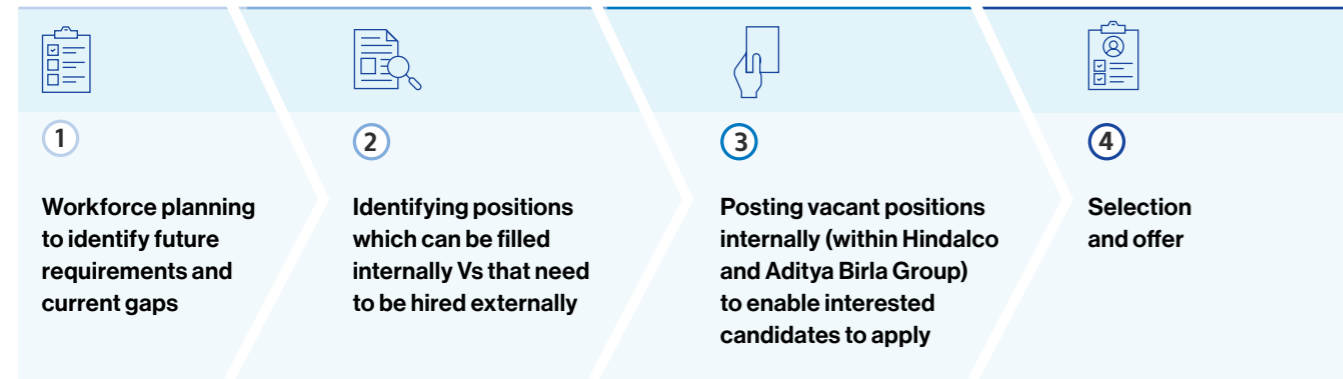 1
Workforce planning
to identify future
requirements and
current gaps
2
Identifying positions
which can be filled
internally Vs that need
to be hired externally
3
Posting vacant positions
internally (within Hindalco
and Aditya Birla Group)
to enable interested
candidates to apply
4
Selection
and offer